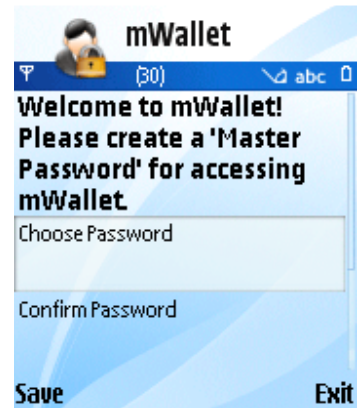 mWallet
(30) abc
Welcome to mWallet!
Please create a 'Master
Password' for accessing
mWallet.
Choose Password
Confirm Password
Save Exit